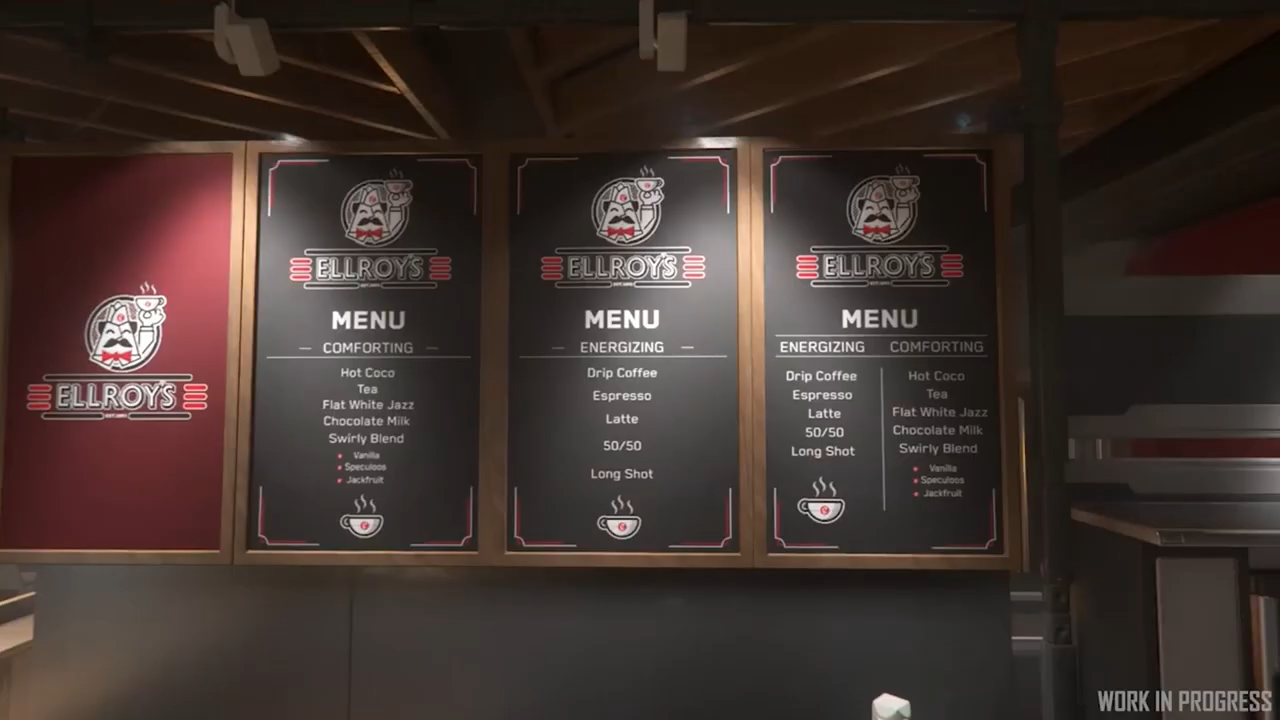 ELLROY'S
ELLROY'S
MENU
COMFORTING
Hot Coco
Tea
Flat White Jazz
Chocolate Milk
Swirly Blend
Vanilla
Speculoos
Jackfruit
ELLROY'S
MENU
ENERGIZING
Drip Coffee
Espresso
Latte
50/50
Long Shot
ELLROY'S
MENU
ENERGIZING COMFORTING
Drip Coffee
Espresso
Latte
50/50
Long Shot
Hot Coco
Tea
Flat White Jazz
Chocolate Milk
Swirly Blend
Vanilla
Speculoos
Jackfruit
WORK IN PROGRESS